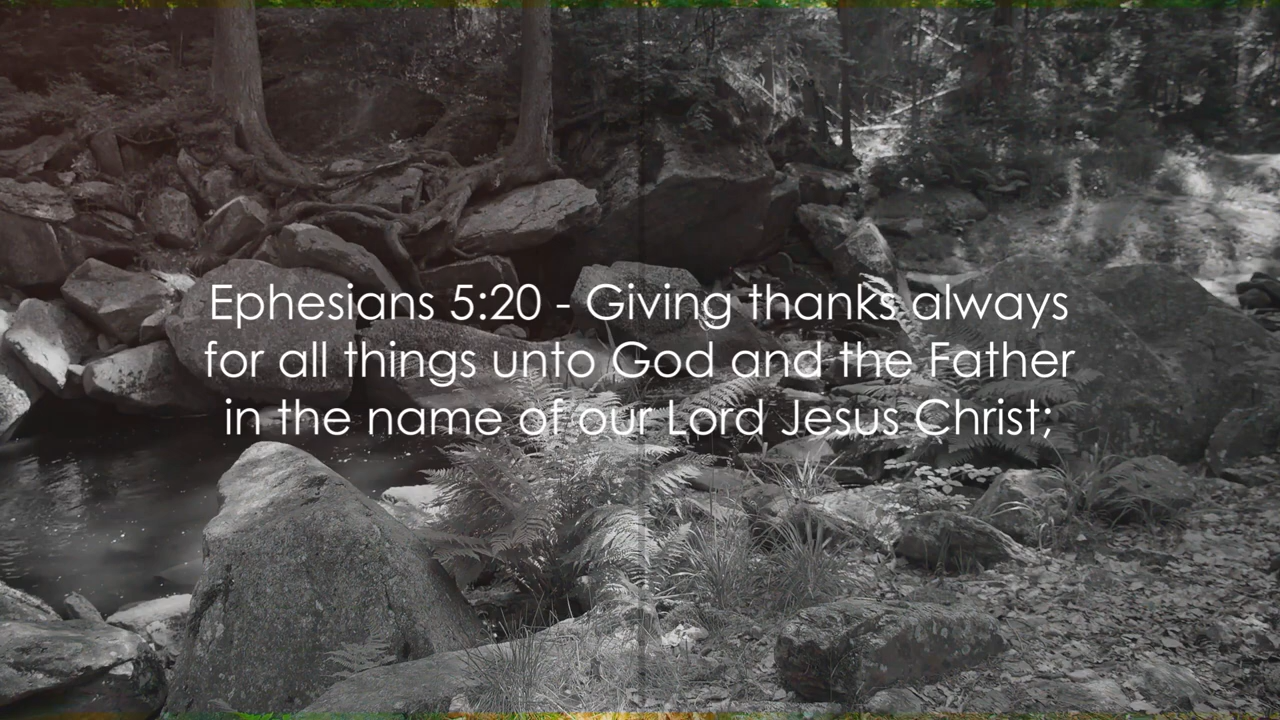 Ephesians 5:20 - Giving thanks always
for all things unto God and the Father
in the name of our Lord Jesus Christ;